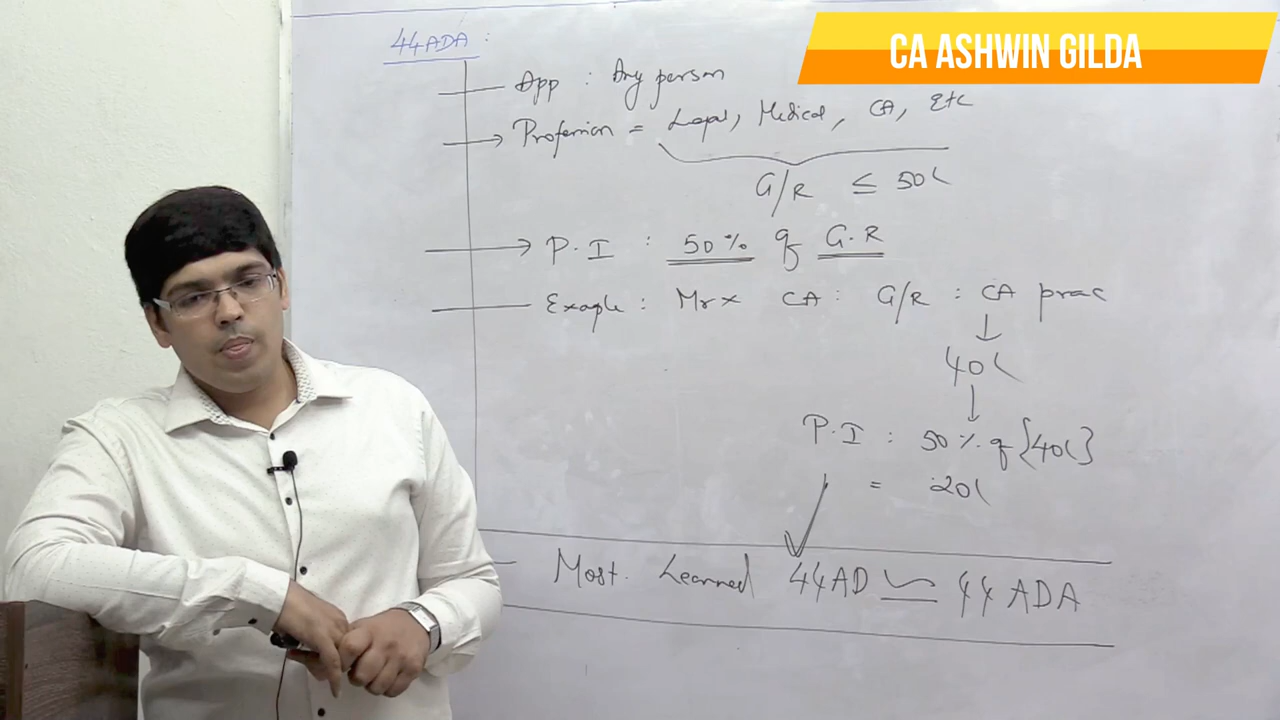 CA ASHWIN GILDA
44ADA :
App : Any person
Profession = Legal, Medical, CA, Etc
G/R ≤ 50L
P.I : 50% of G.R
Example : Mr X CA : G/R : CA prac
↓
40L
↓
P.I : 50% of {40L}
= 20L
Most Learned 44AD 44ADA